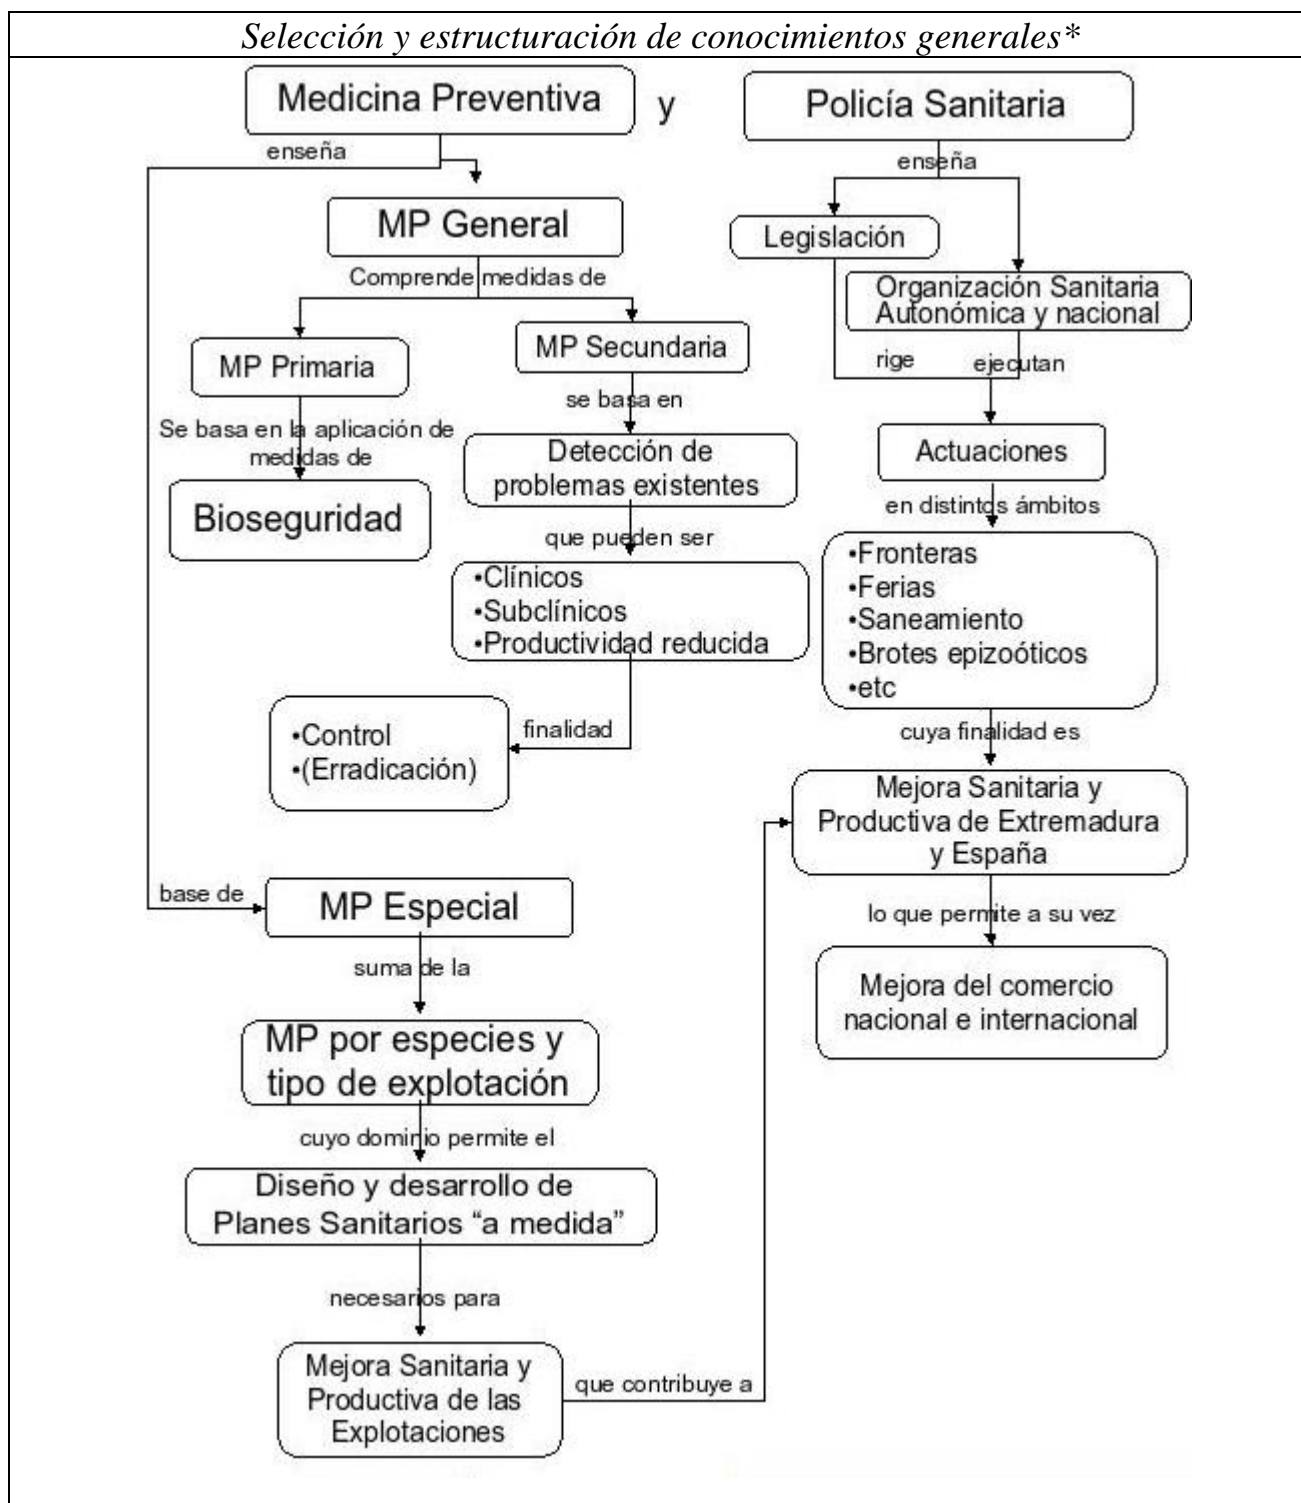 Selección y estructuración de conocimientos generales*
Medicina Preventiva
y
Policía Sanitaria
enseña
enseña
MP General
Legislación
Comprende medidas de
Organización Sanitaria
Autonómica y nacional
MP Primaria
MP Secundaria
rige
ejecutan
se basa en
Se basa en la aplicación de
medidas de
Detección de
problemas existentes
Actuaciones
Bioseguridad
en distintos ámbitos
que pueden ser
•Clínicos
•Subclínicos
•Productividad reducida
•Fronteras
•Ferias
•Saneamiento
•Brotes epizoóticos
•etc
finalidad
•Control
•(Erradicación)
cuya finalidad es
Mejora Sanitaria y
Productiva de Extremadura
y España
base de
MP Especial
lo que permite a su vez
suma de la
Mejora del comercio
nacional e internacional
MP por especies y
tipo de explotación
cuyo dominio permite el
Diseño y desarrollo de
Planes Sanitarios “a medida”
necesarios para
Mejora Sanitaria y
Productiva de las
Explotaciones
que contribuye a